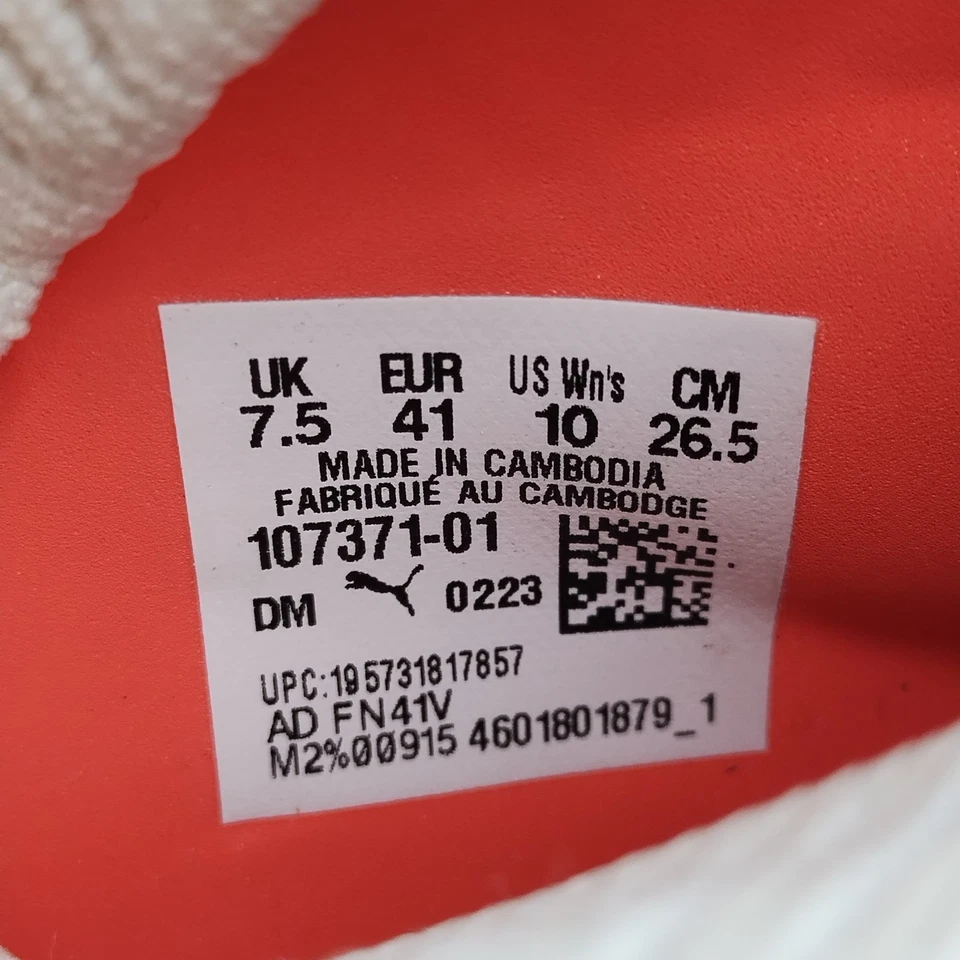 UK EUR US Wn's CM
7.5 41 10 26.5
MADE IN CAMBODIA
FABRIQUÉ AU CAMBODGE
107371-01
DM 0223
UPC:195731817857
AD FN41V
M2%00915 4601801879_1